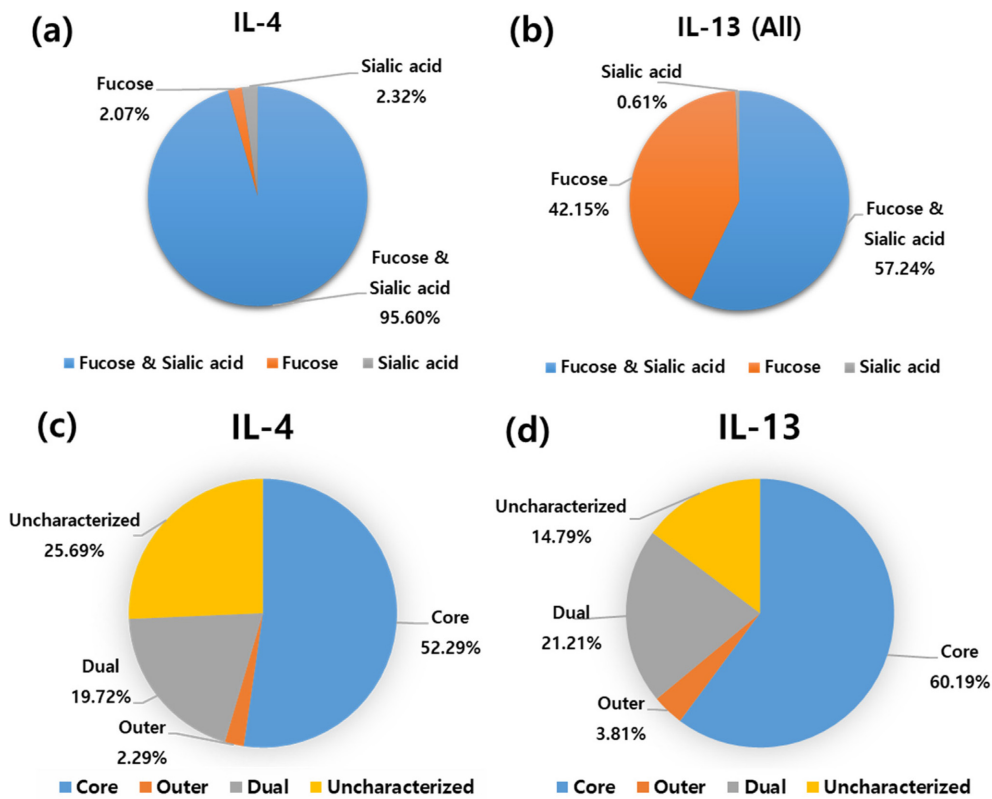 (a)
IL-4
Fucose
2.07%
Sialic acid
2.32%
Fucose &
Sialic acid
95.60%
Fucose & Sialic acid Fucose Sialic acid
(b)
IL-13 (All)
Sialic acid
0.61%
Fucose
42.15%
Fucose &
Sialic acid
57.24%
Fucose & Sialic acid Fucose Sialic acid
(c)
IL-4
Uncharacterized
25.69%
Core
52.29%
Dual
19.72%
Outer
2.29%
Core Outer Dual Uncharacterized
(d)
IL-13
Uncharacterized
14.79%
Dual
21.21%
Core
60.19%
Outer
3.81%
Core Outer Dual Uncharacterized